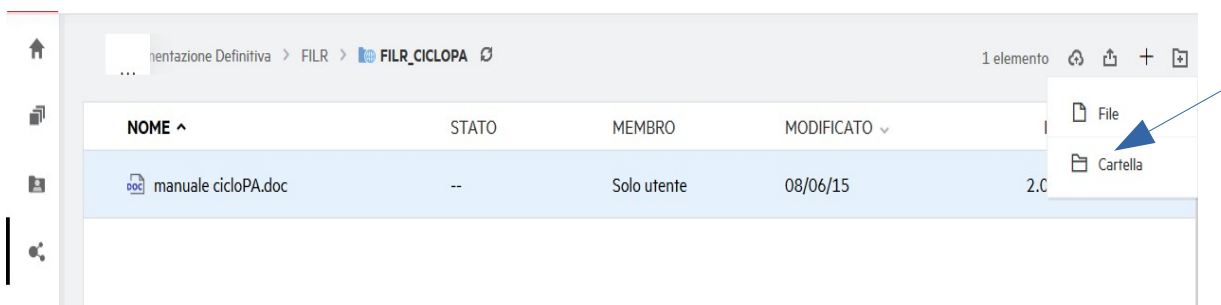 ... Definitiva > FILR > FILR_CICLOPA 1 elemento
NOME STATO MEMBRO MODIFICATO
File
Cartella
DOC manuale cicloPA.doc -- Solo utente 08/06/15 2.0